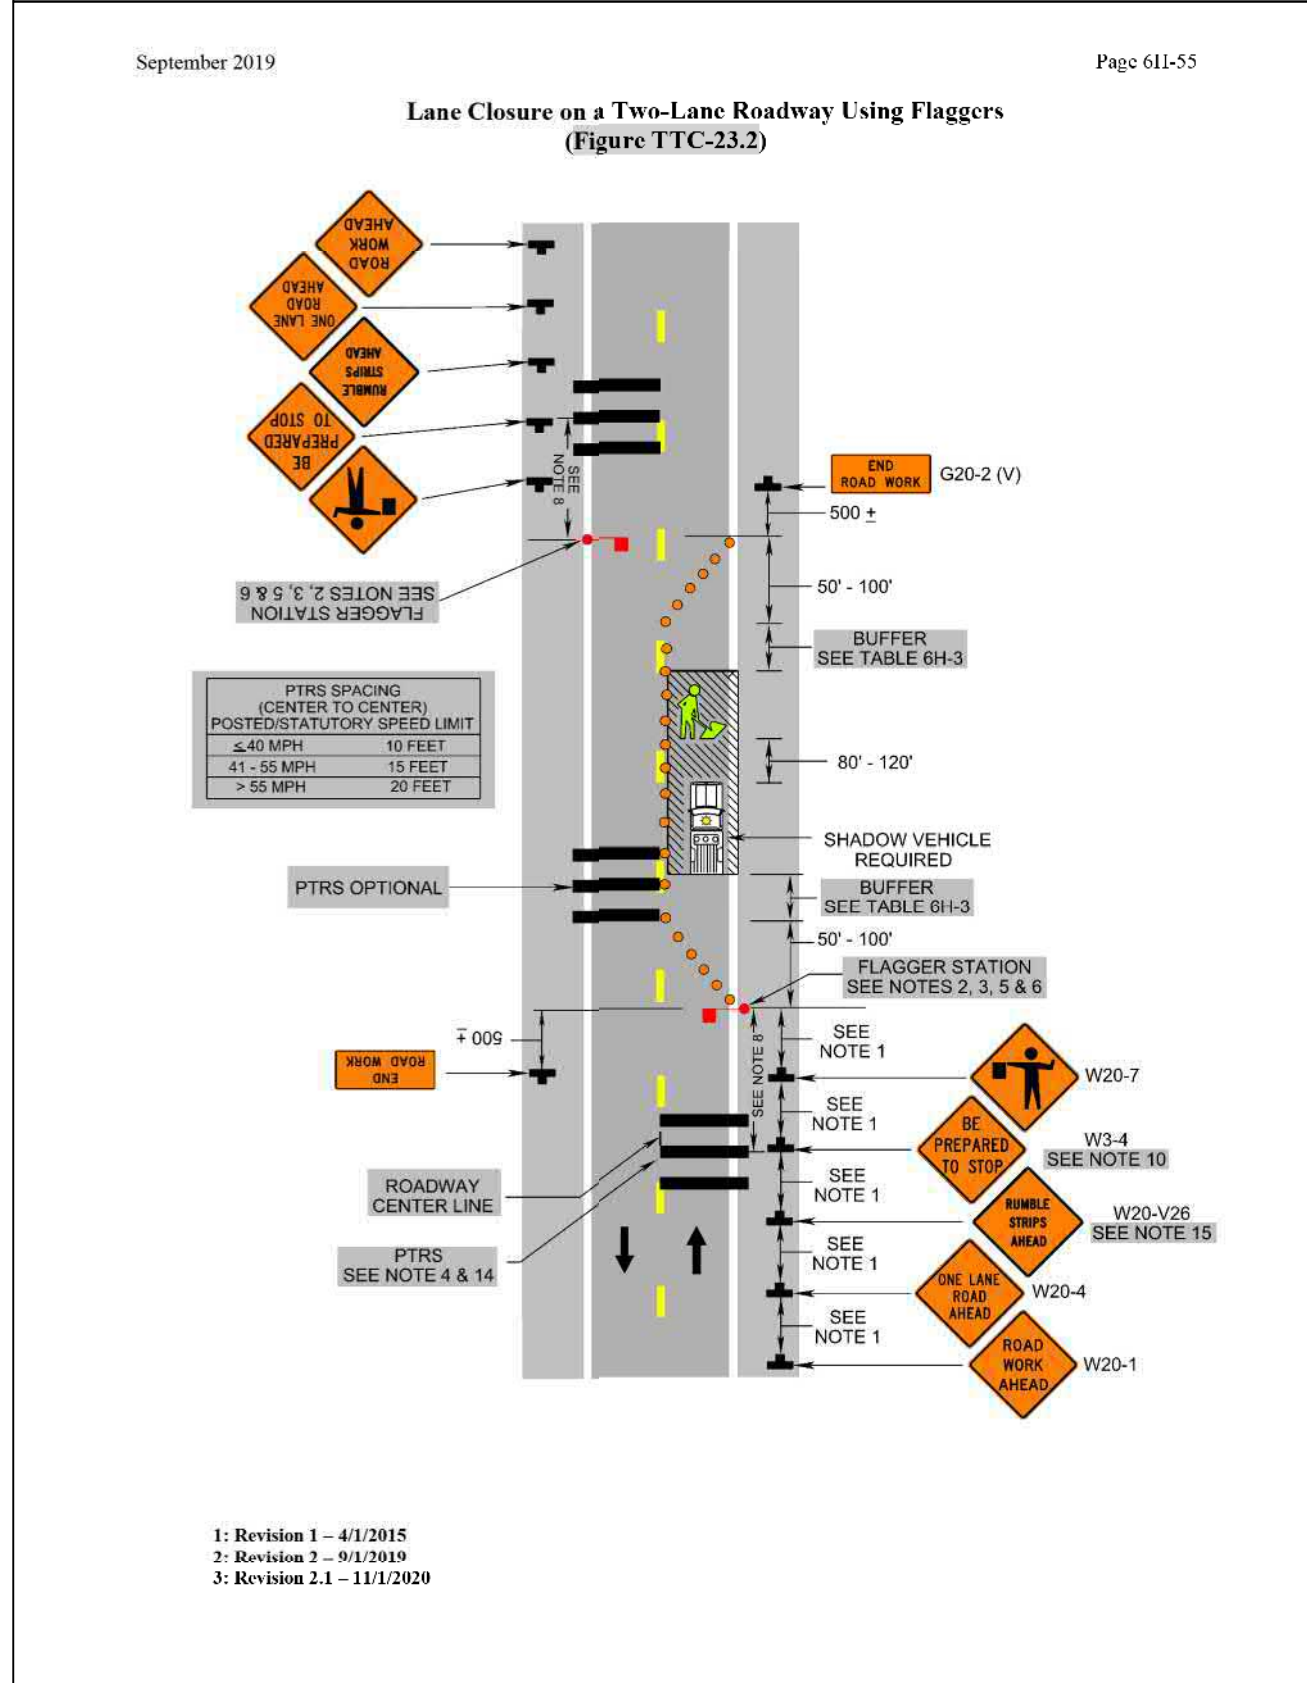 September 2019
Page 6H-55
Lane Closure on a Two-Lane Roadway Using Flaggers
(Figure TTC-23.2)
ROAD
WORK
AHEAD
ONE LANE
ROAD
AHEAD
RUMBLE
STRIPS
AHEAD
BE
PREPARED
TO STOP
SEE
NOTE 8
END
ROAD WORK
G20-2 (V)
500 ±
FLAGGER STATION
SEE NOTES 2, 3, 5 & 6
50' - 100'
BUFFER
SEE TABLE 6H-3
PTRS SPACING
(CENTER TO CENTER)
POSTED/STATUTORY SPEED LIMIT
≤40 MPH 10 FEET
41 - 55 MPH 15 FEET
> 55 MPH 20 FEET
80' - 120'
SHADOW VEHICLE
REQUIRED
PTRS OPTIONAL
BUFFER
SEE TABLE 6H-3
50' - 100'
FLAGGER STATION
SEE NOTES 2, 3, 5 & 6
500 ±
END
ROAD WORK
SEE NOTE 8
SEE
NOTE 1
W20-7
SEE
NOTE 1
BE
PREPARED
TO STOP
W3-4
SEE NOTE 10
ROADWAY
CENTER LINE
SEE
NOTE 1
RUMBLE
STRIPS
AHEAD
W20-V26
SEE NOTE 15
PTRS
SEE NOTE 4 & 14
SEE
NOTE 1
ONE LANE
ROAD
AHEAD
W20-4
SEE
NOTE 1
ROAD
WORK
AHEAD
W20-1
1: Revision 1 – 4/1/2015
2: Revision 2 – 9/1/2019
3: Revision 2.1 – 11/1/2020